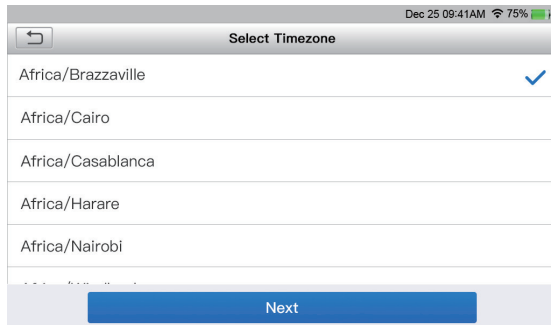 Dec 25 09:41AM 75%
Select Timezone
Africa/Brazzaville
Africa/Cairo
Africa/Casablanca
Africa/Harare
Africa/Nairobi
Next